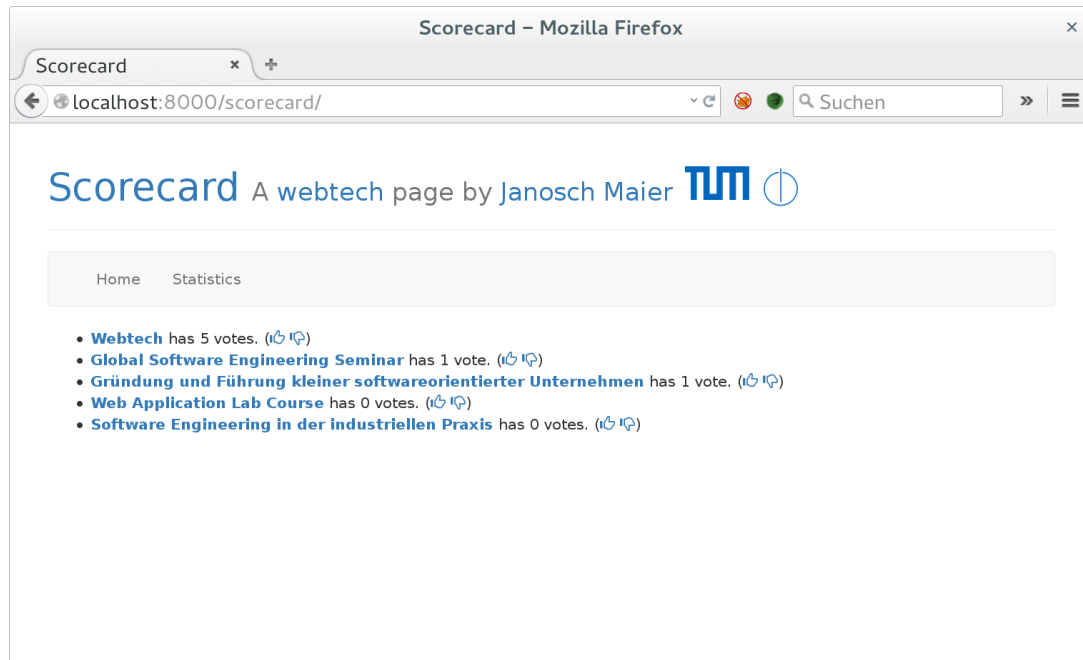 Scorecard - Mozilla Firefox
Scorecard
localhost:8000/scorecard/
Suchen
Scorecard A webtech page by Janosch Maier TUM
Home Statistics
• Webtech has 5 votes. ()
• Global Software Engineering Seminar has 1 vote. ()
• Gründung und Führung kleiner softwareorientierter Unternehmen has 1 vote. ()
• Web Application Lab Course has 0 votes. ()
• Software Engineering in der industriellen Praxis has 0 votes. ()